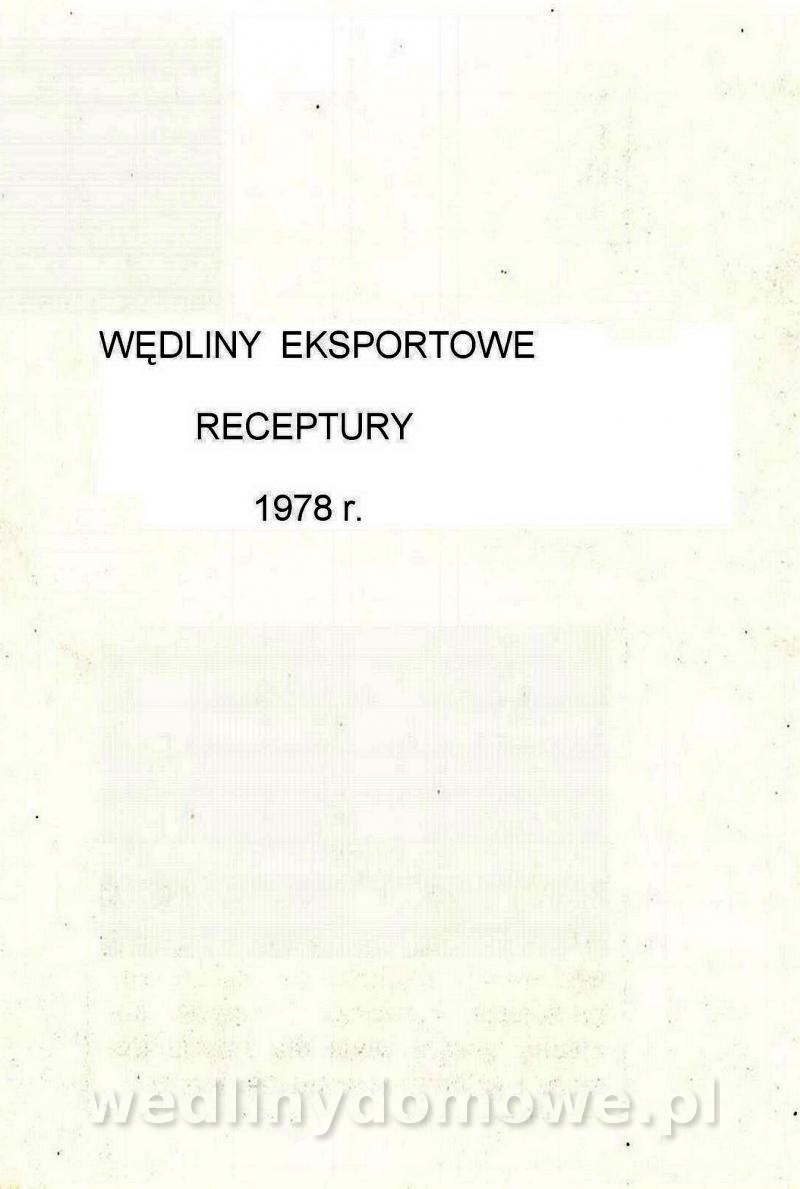 WĘDLINY EKSPORTOWE
RECEPTURY
1978 r.
wedlinydomowe.pl